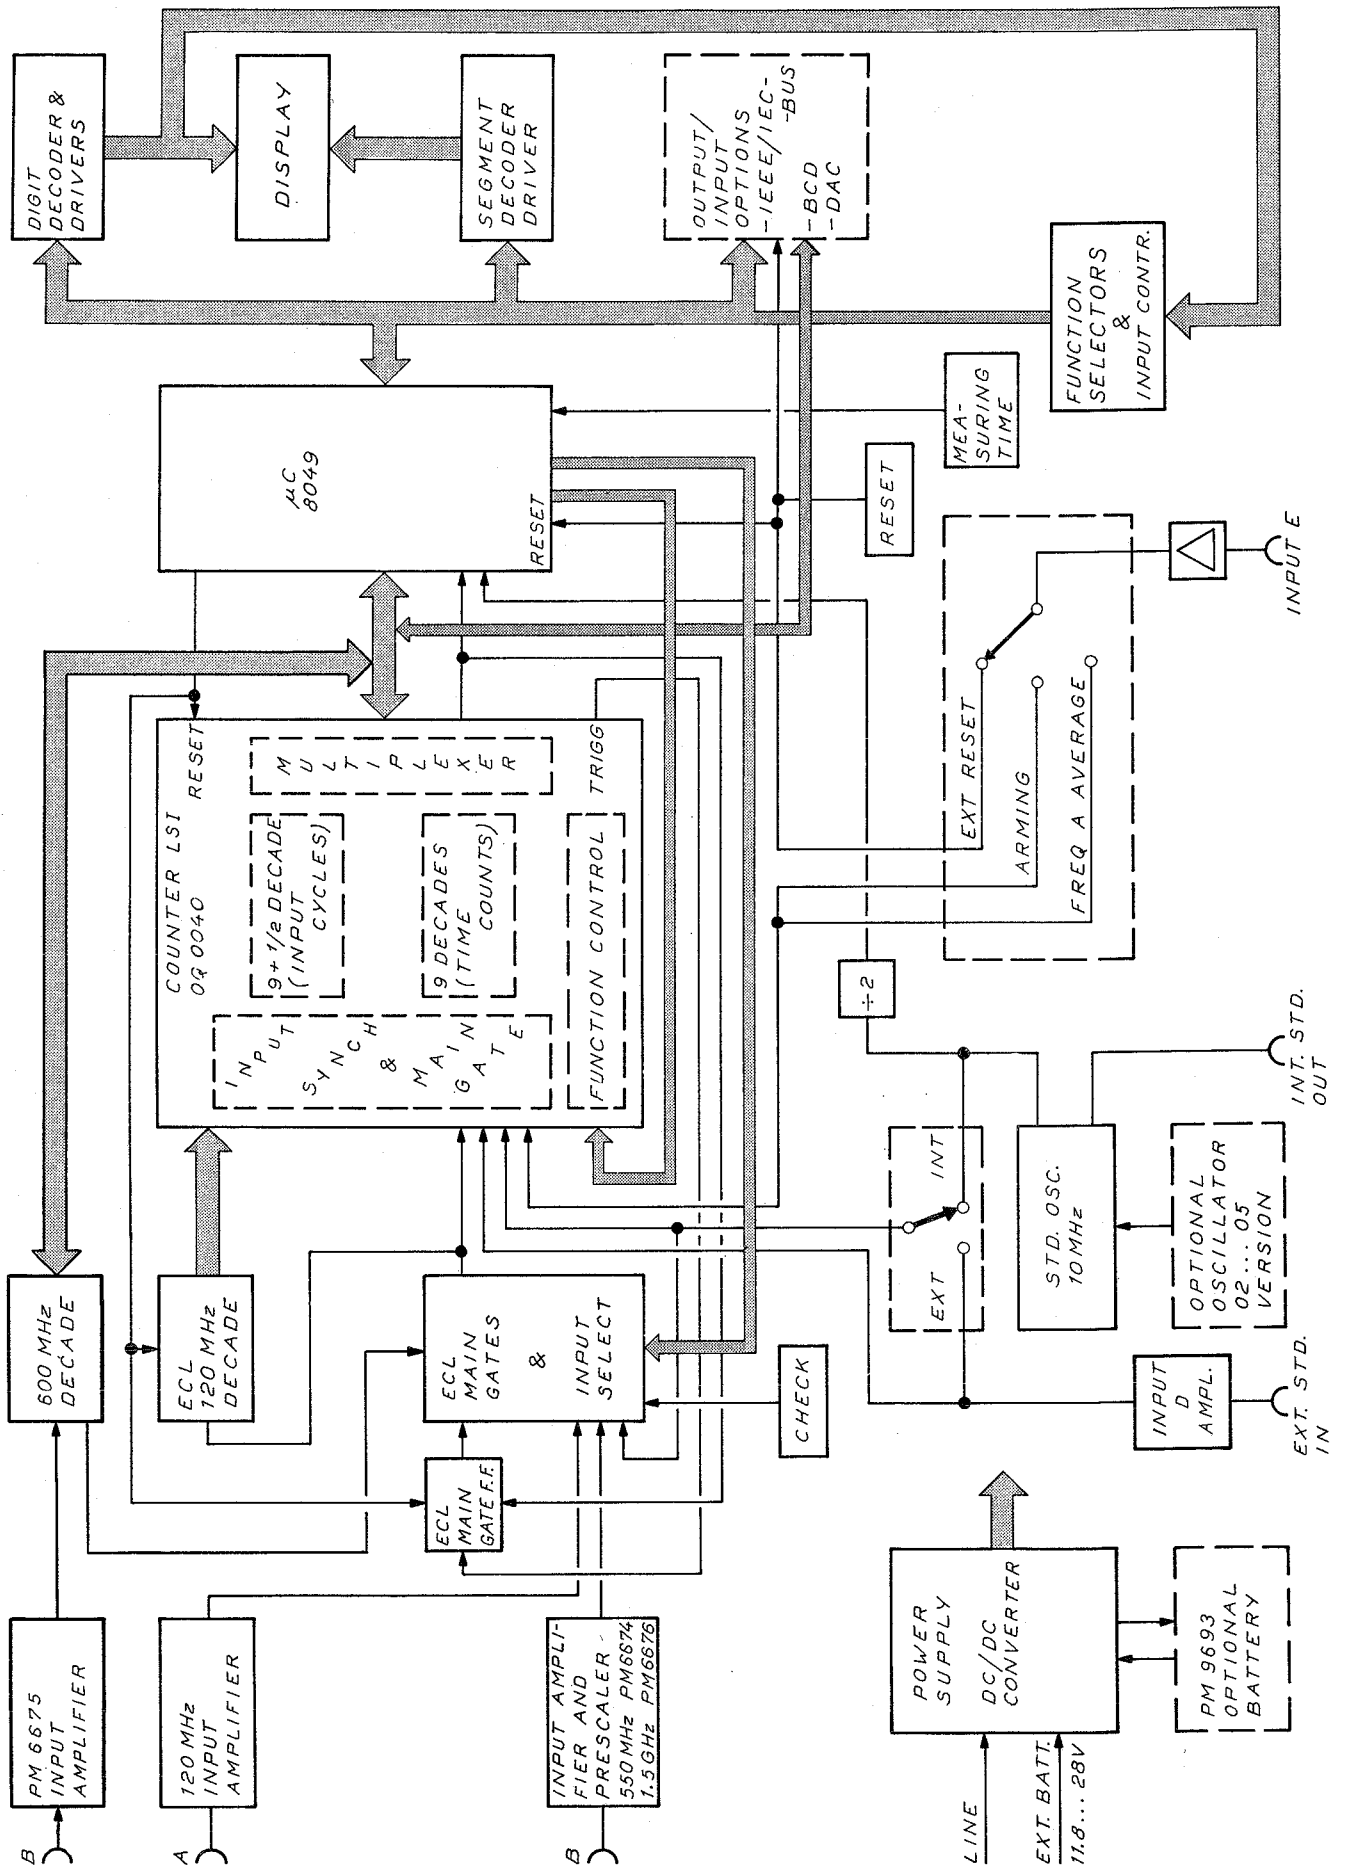 B
PM 6675
INPUT
AMPLIFIER
600 MHz
DECADE
A
120 MHz
INPUT
AMPLIFIER
ECL
120 MHz
DECADE
B
INPUT AMPLI-
FIER AND
PRESCALER -
550 MHz PM6674
1.5 GHz PM6676
ECL
MAIN
GATE F.F.
ECL
MAIN
GATES
&
INPUT
SELECT
CHECK
COUNTER LSI
OQ 0040
RESET
INPUT
SYNCH
&
MAIN
GATE
9 + 1/2 DECADE
(INPUT
CYCLES)
9 DECADES
(TIME
COUNTS)
MULTIPLEXER
FUNCTION CONTROL
TRIGG
µC
8049
RESET
DIGIT
DECODER &
DRIVERS
DISPLAY
SEGMENT
DECODER
DRIVER
OUTPUT/
INPUT
OPTIONS
-IEEE/IEC-
-BUS
-BCD
-DAC
FUNCTION
SELECTORS
&
INPUT CONTR.
MEA-
SURING
TIME
RESET
EXT RESET
ARMING
FREQ A AVERAGE
INPUT E
÷2
EXT
INT
STD. OSC.
10 MHz
INT. STD.
OUT
OPTIONAL
OSCILLATOR
02...05
VERSION
INPUT
D
AMPL.
EXT. STD.
IN
LINE
EXT. BATT.
11.8... 28V
POWER
SUPPLY
DC/DC
CONVERTER
PM 9693
OPTIONAL
BATTERY